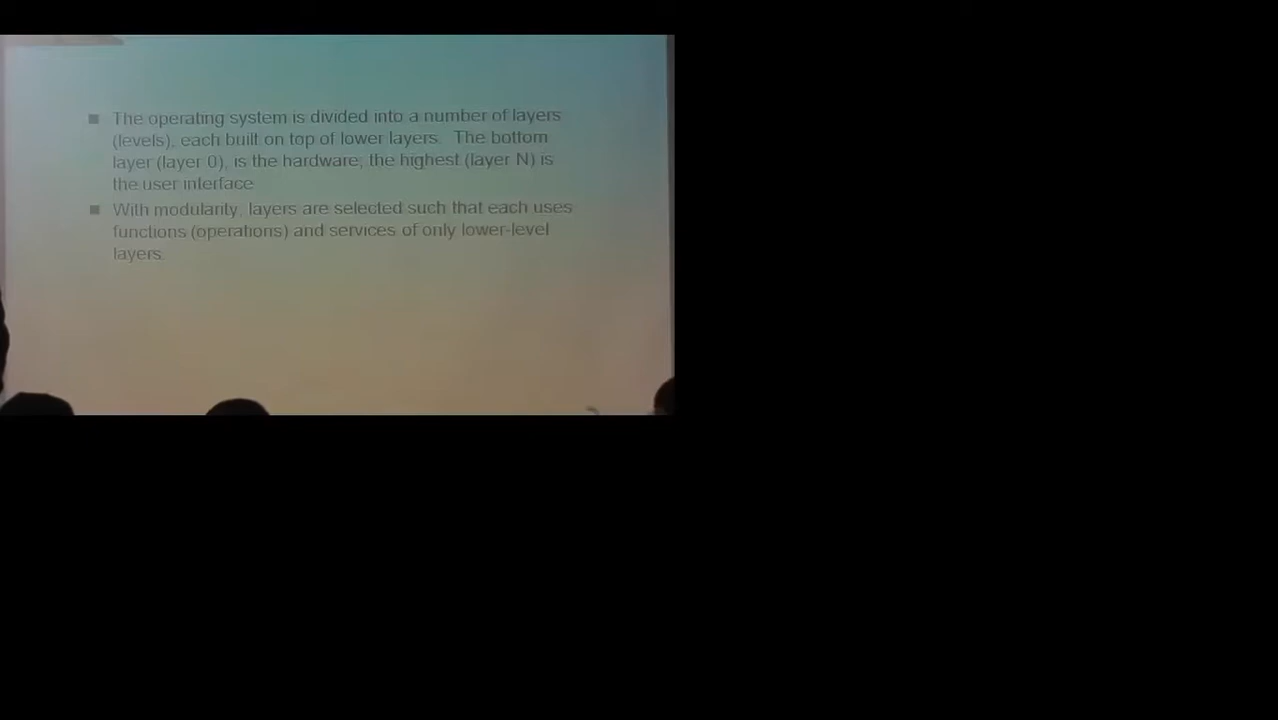 The operating system is divided into a number of layers
(levels), each built on top of lower layers. The bottom
layer (layer 0), is the hardware; the highest (layer N) is
the user interface
With modularity, layers are selected such that each uses
functions (operations) and services of only lower-level
layers.